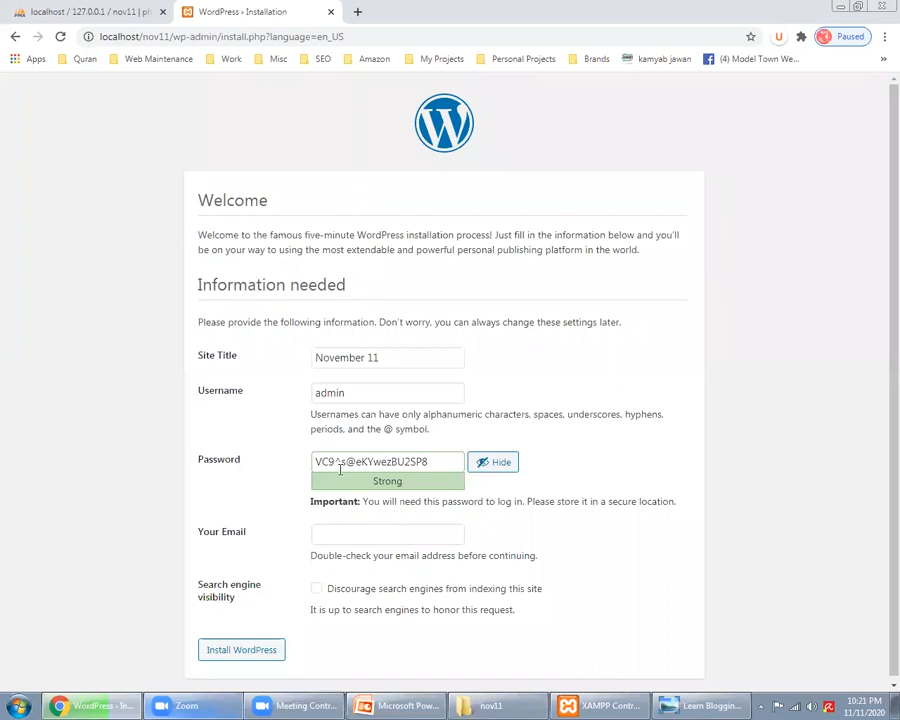 localhost / 127.0.0.1 / nov11 | ph
WordPress › Installation
localhost/nov11/wp-admin/install.php?language=en_US
Paused
Apps
Quran
Web Maintenance
Work
Misc
SEO
Amazon
My Projects
Personal Projects
Brands
kamyab jawan
(4) Model Town We...
»
W
Welcome
Welcome to the famous five-minute WordPress installation process! Just fill in the information below and you'll
be on your way to using the most extendable and powerful personal publishing platform in the world.
Information needed
Please provide the following information. Don't worry, you can always change these settings later.
Site Title
November 11
Username
admin
Usernames can have only alphanumeric characters, spaces, underscores, hyphens,
periods, and the @ symbol.
Password
VC9^s@eKYwezBU2SP8
Hide
Strong
Important: You will need this password to log in. Please store it in a secure location.
Your Email
Double-check your email address before continuing.
Search engine
visibility
Discourage search engines from indexing this site
It is up to search engines to honor this request.
Install WordPress
WordPress › In...
Zoom
Meeting Contr...
Microsoft Pow...
nov11
XAMPP Contr...
Learn Bloggin...
10:21 PM
11/11/2020